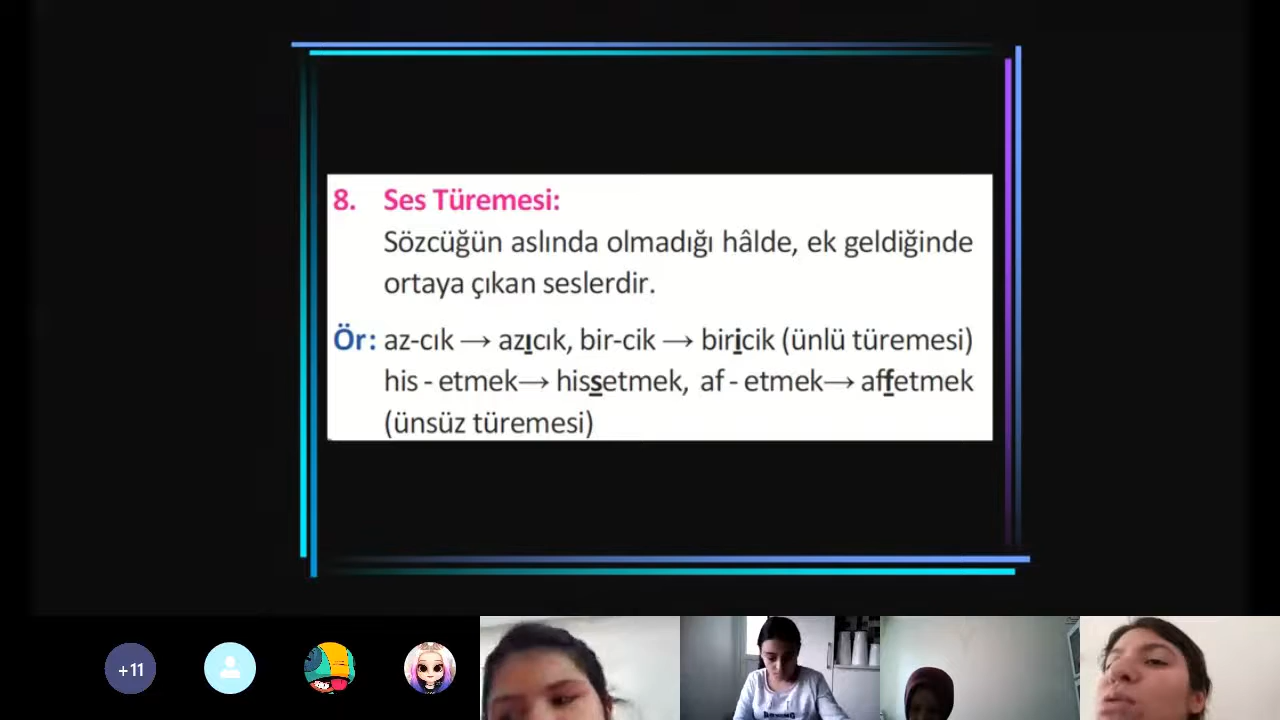 8. Ses Türemesi:
Sözcüğün aslında olmadığı hâlde, ek geldiğinde
ortaya çıkan seslerdir.
Ör: az-cık → azıcık, bir-cik → biricik (ünlü türemesi)
his - etmek→ hissetmek, af - etmek→ affetmek
(ünsüz türemesi)
+11